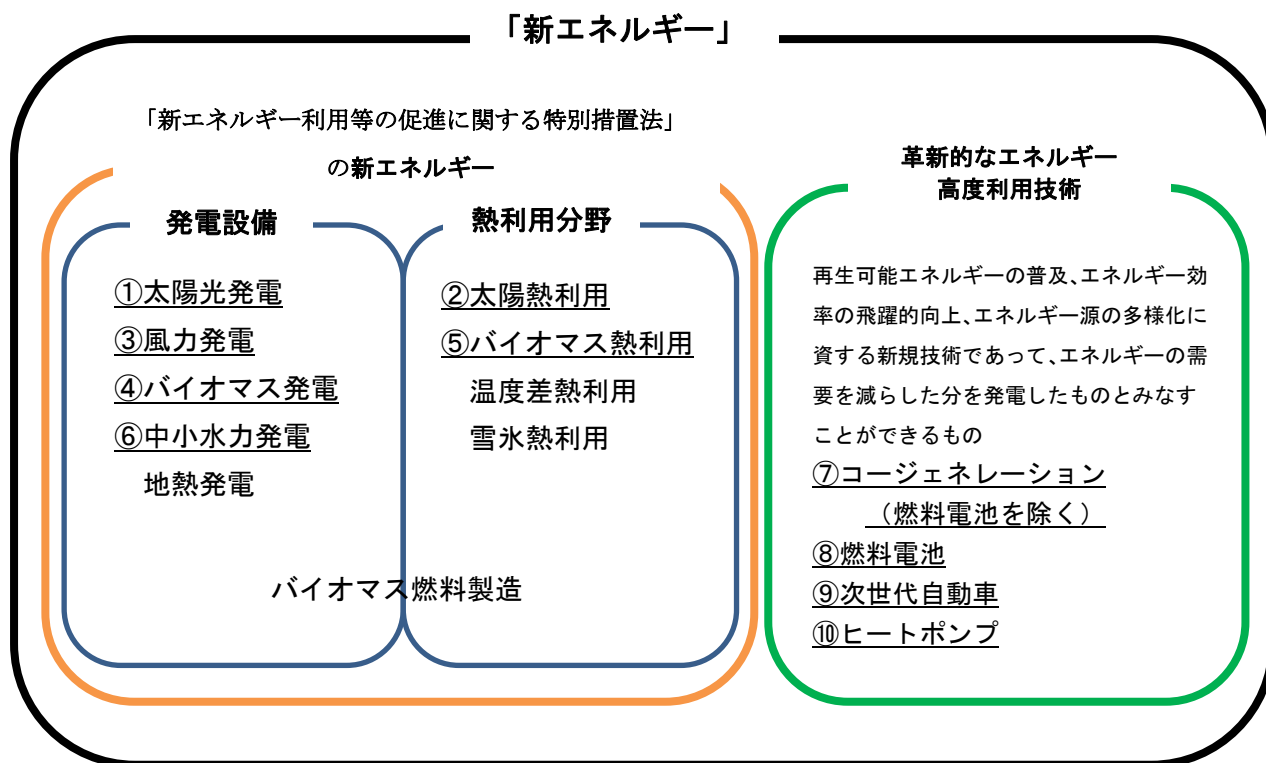 「新エネルギー」
「新エネルギー利用等の促進に関する特別措置法」
の新エネルギー
発電設備
①太陽光発電
③風力発電
④バイオマス発電
⑥中小水力発電
地熱発電
熱利用分野
②太陽熱利用
⑤バイオマス熱利用
温度差熱利用
雪氷熱利用
バイオマス燃料製造
革新的なエネルギー
高度利用技術
再生可能エネルギーの普及、エネルギー効
率の飛躍的向上、エネルギー源の多様化に
資する新規技術であって、エネルギーの需
要を減らした分を発電したものとみなす
ことができるもの
⑦コージェネレーション
（燃料電池を除く）
⑧燃料電池
⑨次世代自動車
⑩ヒートポンプ